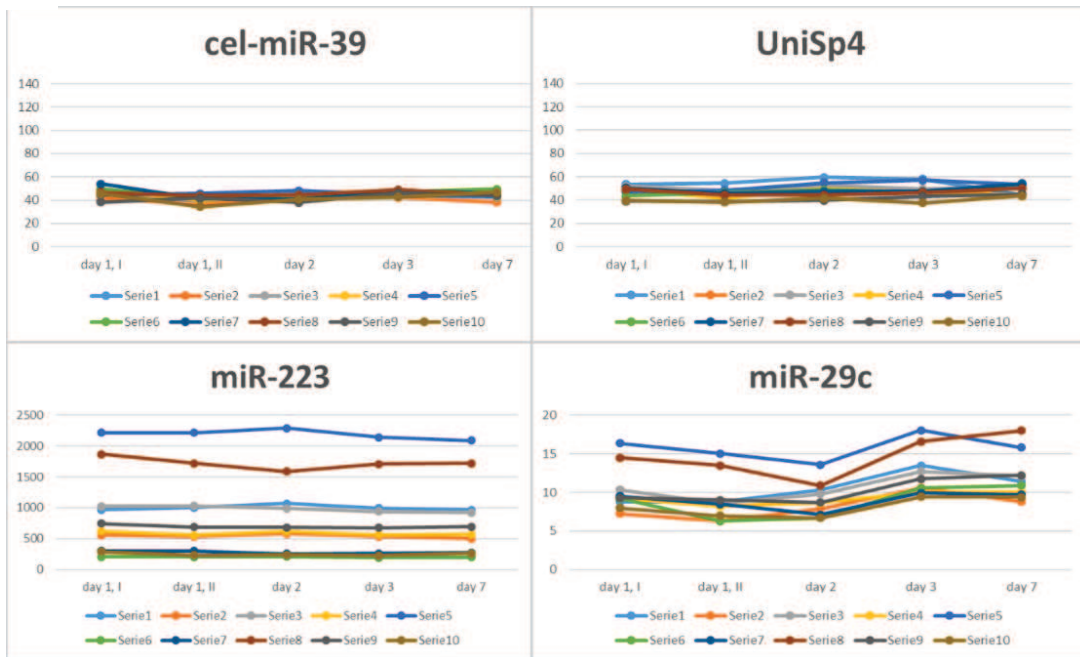 cel-miR-39
140
120
100
80
60
40
20
0
day 1, I day 1, II day 2 day 3 day 7
Serie1 Serie2 Serie3 Serie4 Serie5
Serie6 Serie7 Serie8 Serie9 Serie10
UniSp4
140
120
100
80
60
40
20
0
day 1, I day 1, II day 2 day 3 day 7
Serie1 Serie2 Serie3 Serie4 Serie5
Serie6 Serie7 Serie8 Serie9 Serie10
miR-223
2500
2000
1500
1000
500
0
day 1, I day 1, II day 2 day 3 day 7
Serie1 Serie2 Serie3 Serie4 Serie5
Serie6 Serie7 Serie8 Serie9 Serie10
miR-29c
20
15
10
5
0
day 1, I day 1, II day 2 day 3 day 7
Serie1 Serie2 Serie3 Serie4 Serie5
Serie6 Serie7 Serie8 Serie9 Serie10